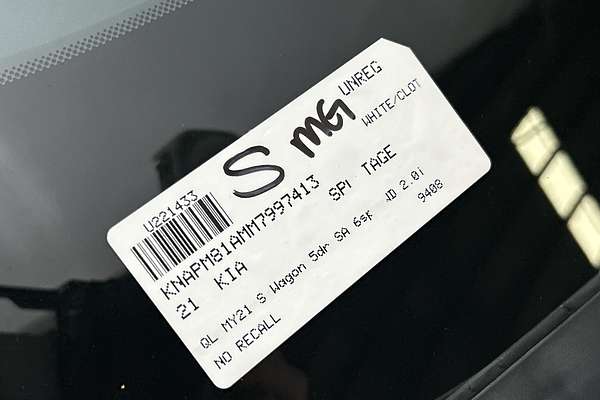 UNREG
S MG
WHITE/CLOT
U221433
KNAPM81AMM7997413
21 KIA SPI TAGE
QL MY21 S Wagon 5dr SA 6sp 2.0i
9408
NO RECALL